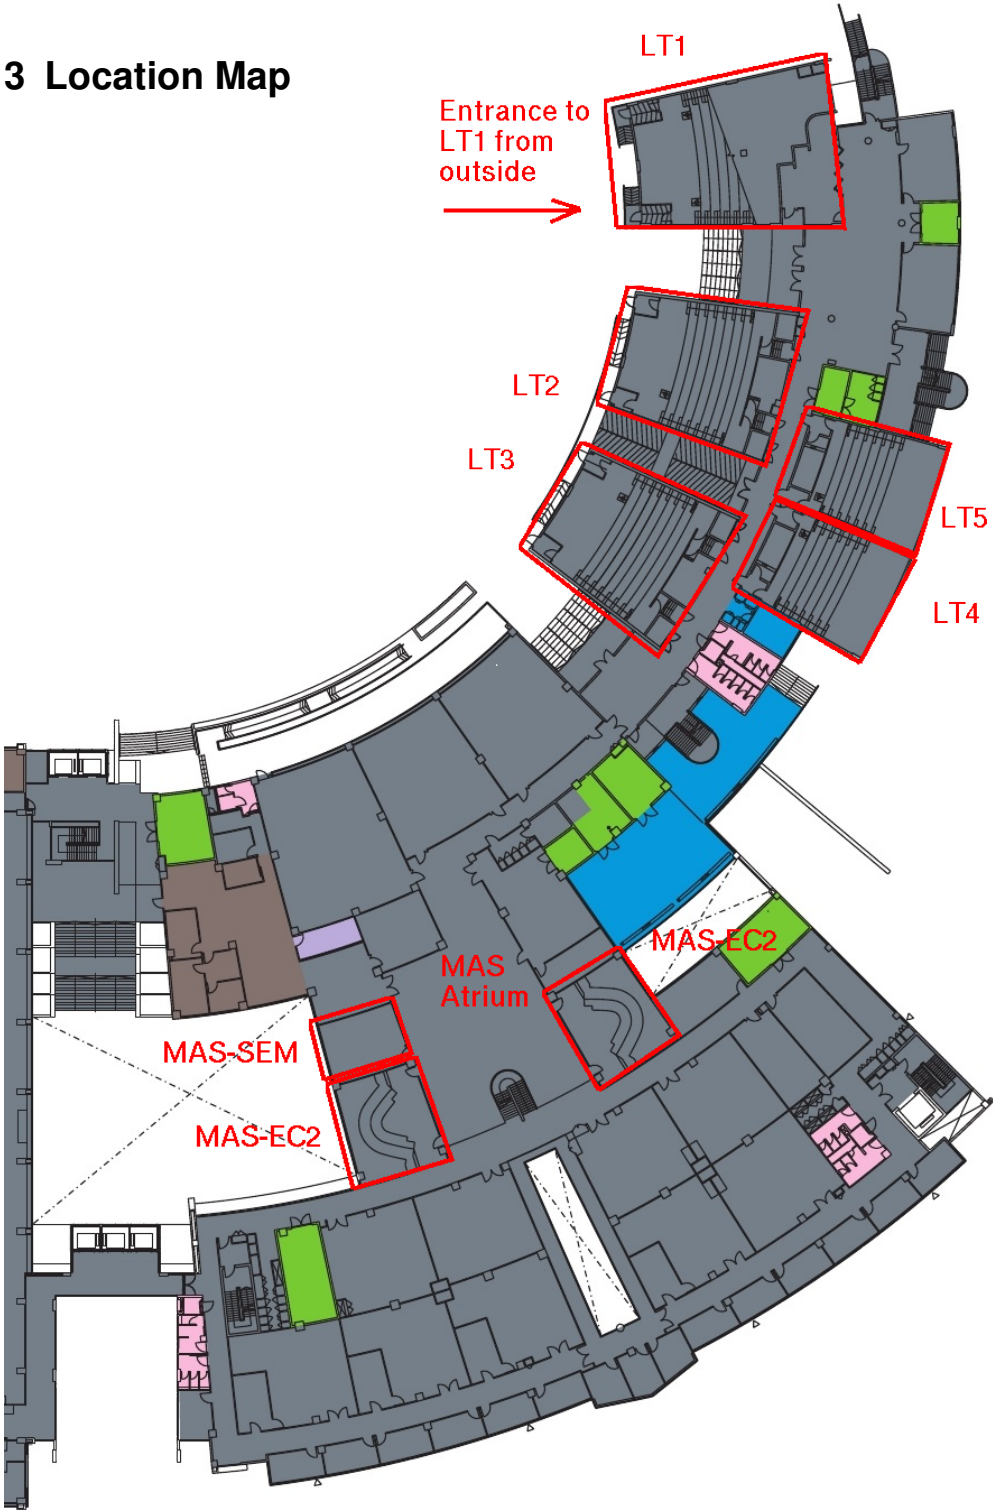 3 Location Map
LT1
Entrance to
LT1 from
outside
LT2
LT3
LT5
LT4
MAS-EC2
MAS
Atrium
MAS-SEM
MAS-EC2